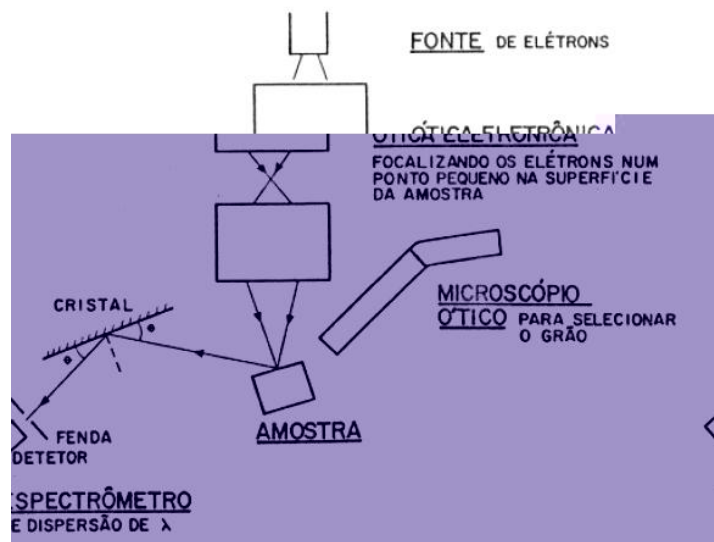 FONTE DE ELÉTRONS
ÓTICA ELETRÔNICA
FOCALIZANDO OS ELÉTRONS NUM
PONTO PEQUENO NA SUPERFÍCIE
DA AMOSTRA
MICROSCÓPIO
ÓTICO PARA SELECIONAR
O GRÃO
CRISTAL
θ
θ
AMOSTRA
FENDA
DETETOR
ESPECTRÔMETRO
E DISPERSÃO DE λ